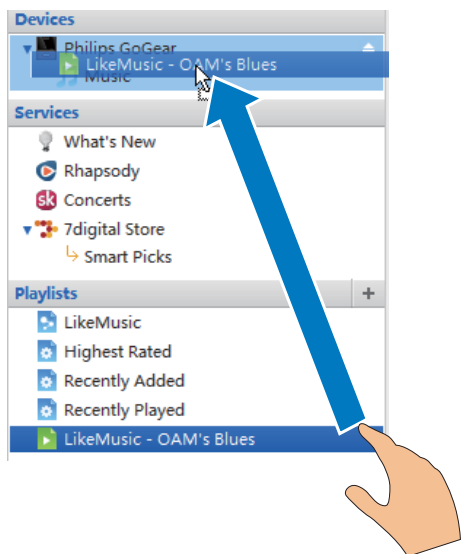 Devices
Philips GoGear
LikeMusic - OAM's Blues
Music
Services
What's New
Rhapsody
sk Concerts
7digital Store
Smart Picks
Playlists +
LikeMusic
Highest Rated
Recently Added
Recently Played
LikeMusic - OAM's Blues